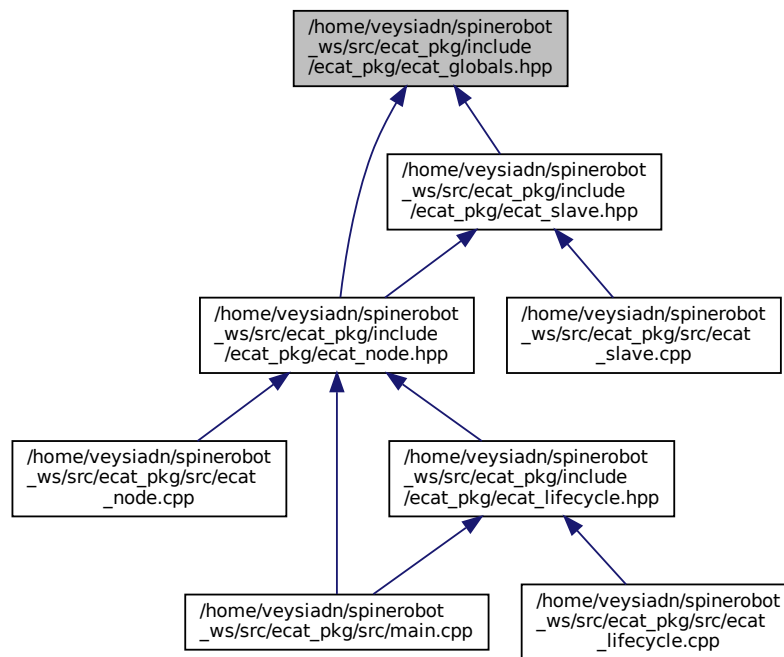 /home/veysiadn/spinerobot
_ws/src/ecat_pkg/include
/ecat_pkg/ecat_globals.hpp
/home/veysiadn/spinerobot
_ws/src/ecat_pkg/include
/ecat_pkg/ecat_slave.hpp
/home/veysiadn/spinerobot
_ws/src/ecat_pkg/include
/ecat_pkg/ecat_node.hpp
/home/veysiadn/spinerobot
_ws/src/ecat_pkg/src/ecat
_slave.cpp
/home/veysiadn/spinerobot
_ws/src/ecat_pkg/src/ecat
_node.cpp
/home/veysiadn/spinerobot
_ws/src/ecat_pkg/include
/ecat_pkg/ecat_lifecycle.hpp
/home/veysiadn/spinerobot
_ws/src/ecat_pkg/src/main.cpp
/home/veysiadn/spinerobot
_ws/src/ecat_pkg/src/ecat
_lifecycle.cpp